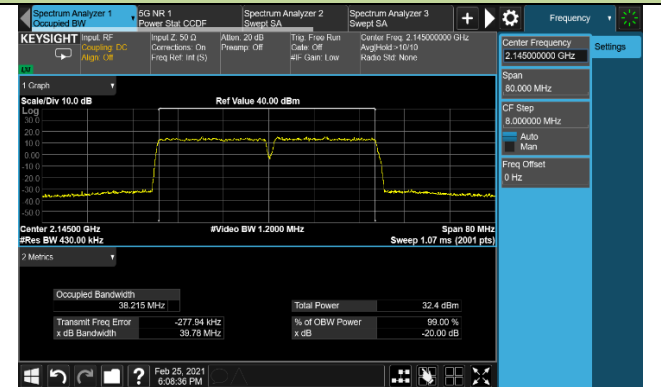 Spectrum Analyzer 1
Occupied BW
5G NR 1
Power Stat CCDF
Spectrum Analyzer 2
Swept SA
Spectrum Analyzer 3
Swept SA
Frequency
KEYSIGHT
Input: RF
Coupling: DC
Align: Off
Input Z: 50 Ω
Corrections: On
Freq Ref: Int (S)
Atten: 20 dB
Preamp: Off
Trig: Free Run
Gate: Off
#IF Gain: Low
Center Freq: 2.145000000 GHz
Avg|Hold:>10/10
Radio Std: None
Center Frequency
2.145000000 GHz
Settings
Span
80.000 MHz
CF Step
8.000000 MHz
Auto
Man
Freq Offset
0 Hz
1 Graph
Scale/Div 10.0 dB
Ref Value 40.00 dBm
Log
30.0
20.0
10.0
0.00
-10.0
-20.0
-30.0
-40.0
-50.0
Center 2.14500 GHz
#Video BW 1.2000 MHz
Span 80 MHz
#Res BW 430.00 kHz
Sweep 1.07 ms (2001 pts)
2 Metrics
Occupied Bandwidth
38.215 MHz
Total Power
32.4 dBm
Transmit Freq Error
-277.94 kHz
% of OBW Power
99.00 %
x dB Bandwidth
39.78 MHz
x dB
-20.00 dB
?
Feb 25, 2021
6:08:36 PM